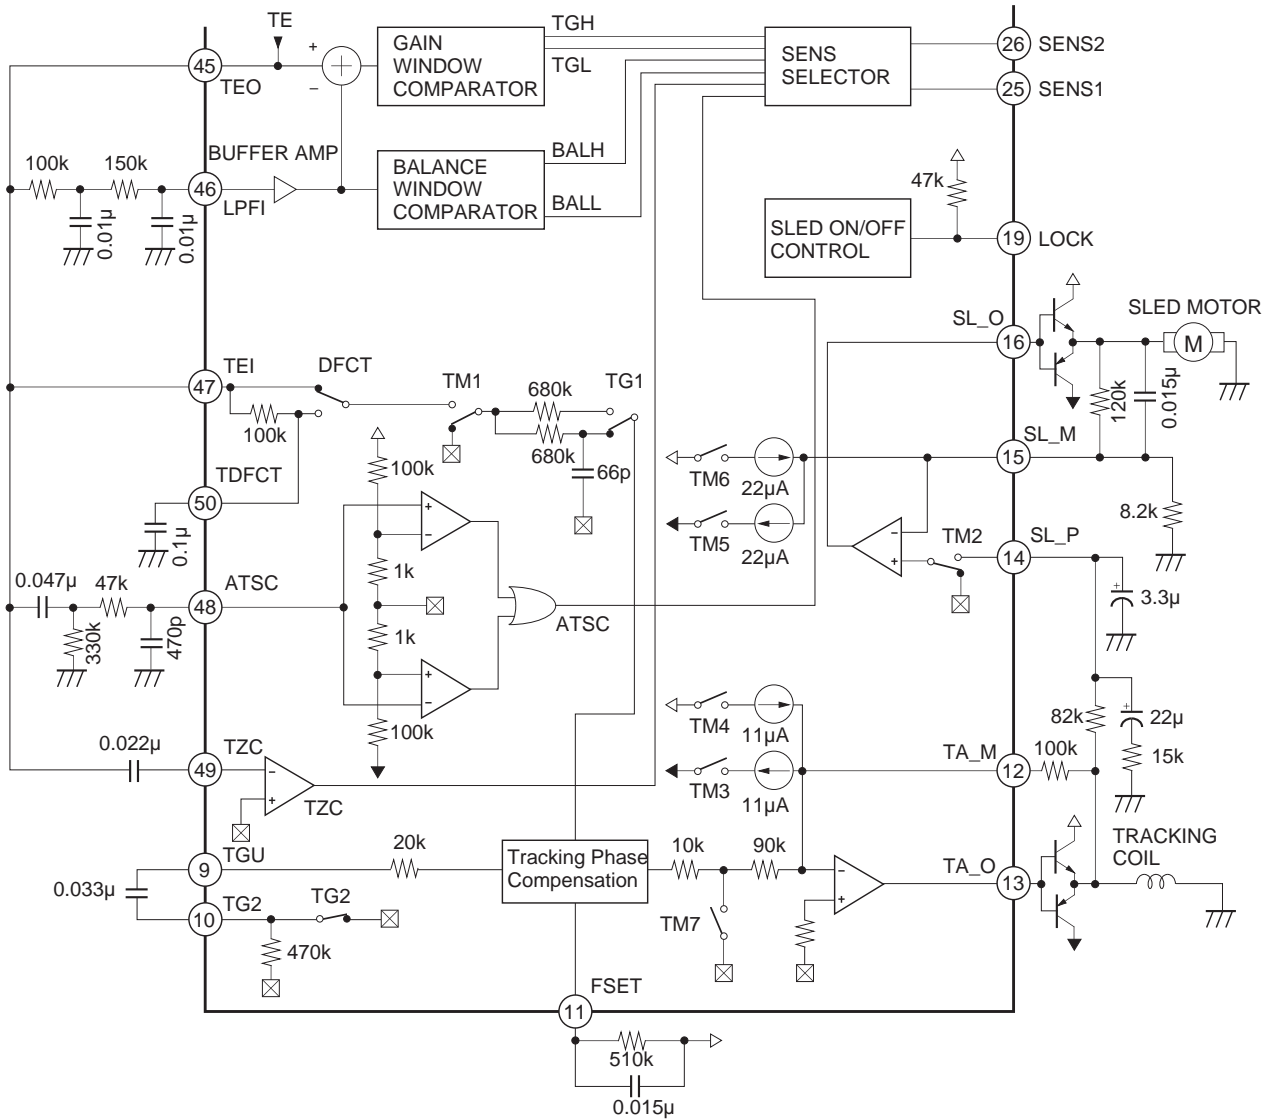 TE
TGH
TGL
GAIN
WINDOW
COMPARATOR
SENS
SELECTOR
26
SENS2
25
SENS1
45
TEO
+
−
100k
150k
BUFFER AMP
46
LPFI
0.01µ
0.01µ
BALANCE
WINDOW
COMPARATOR
BALH
BALL
47k
SLED ON/OFF
CONTROL
19
LOCK
SL_O
16
SLED MOTOR
M
120k
0.015µ
47
TEI
DFCT
100k
TM1
680k
680k
TG1
66p
TDFCT
50
0.1µ
100k
+
−
1k
1k
+
−
100k
ATSC
TM6
22µA
TM5
22µA
SL_M
15
8.2k
−
+
TM2
SL_P
14
+
3.3µ
0.047µ
47k
ATSC
48
330k
470p
TM4
11µA
TM3
11µA
82k
+
22µ
15k
TA_M
12
100k
0.022µ
TZC
49
−
+
TZC
TGU
9
20k
0.033µ
TG2
10
TG2
470k
Tracking Phase
Compensation
10k
90k
TM7
−
+
TA_O
13
TRACKING
COIL
FSET
11
510k
0.015µ